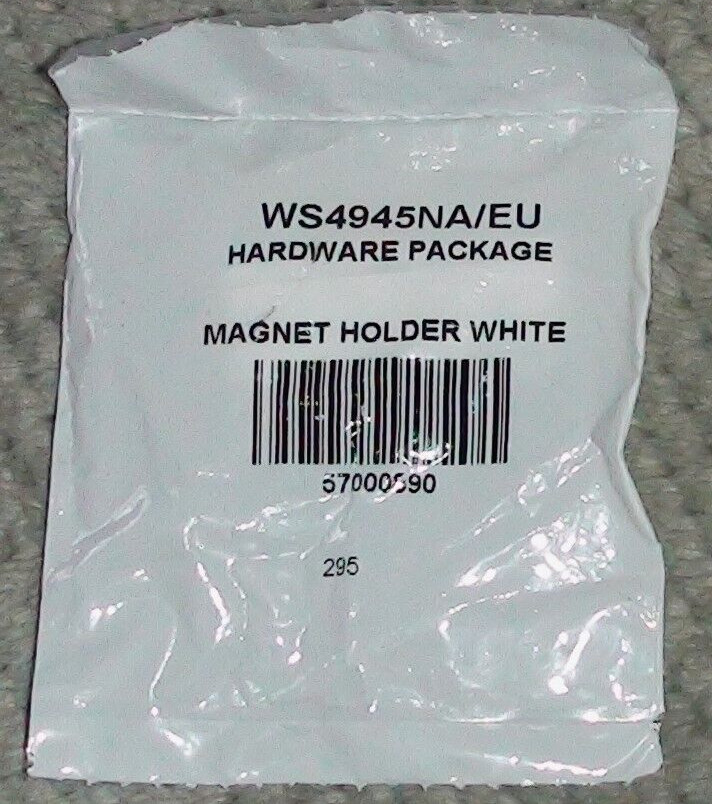 WS4945NA/EU
HARDWARE PACKAGE
MAGNET HOLDER WHITE
295